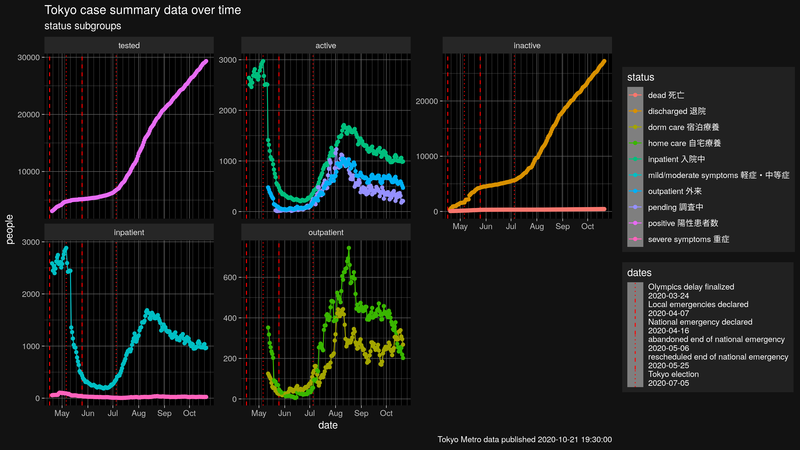 Tokyo case summary data over time
status subgroups
tested
active
inactive
30000
20000
10000
3000
2000
1000
0
20000
10000
0
May Jun Jul Aug Sep Oct
inpatient
outpatient
3000
2000
1000
0
600
400
200
0
May Jun Jul Aug Sep Oct
May Jun Jul Aug Sep Oct
people
date
status
dead 死亡
discharged 退院
dorm care 宿泊療養
home care 自宅療養
inpatient 入院中
mild/moderate symptoms 軽症・中等症
outpatient 外来
pending 調査中
positive 陽性患者数
severe symptoms 重症
dates
Olympics delay finalized
2020-03-24
Local emergencies declared
2020-04-07
National emergency declared
2020-04-16
abandoned end of national emergency
2020-05-06
rescheduled end of national emergency
2020-05-25
Tokyo election
2020-07-05
Tokyo Metro data published 2020-10-21 19:30:00